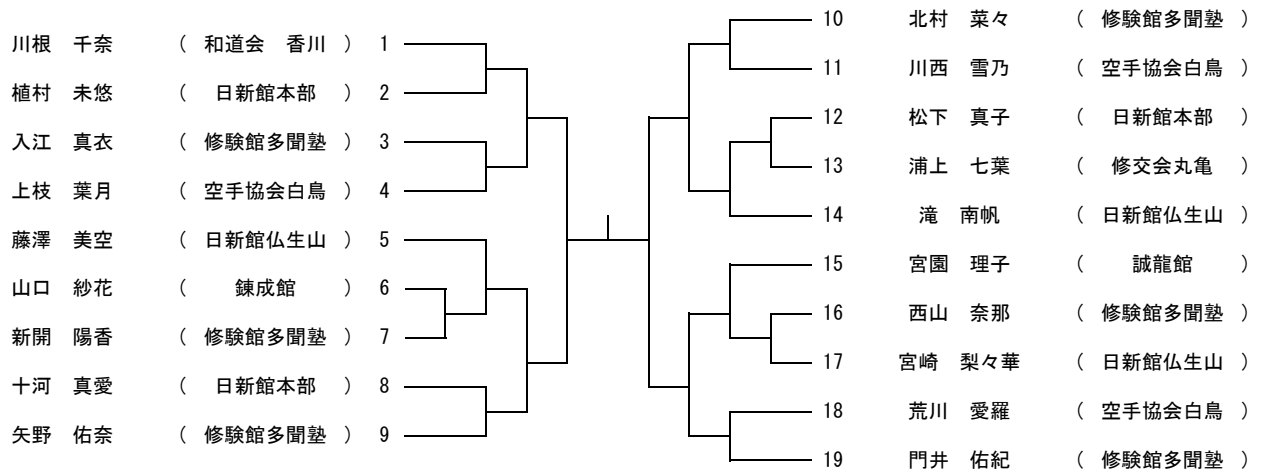 川根　千奈　（　和道会　香川　）　1
植村　未悠　（　日新館本部　）　2
入江　真衣　（　修験館多聞塾　）　3
上枝　葉月　（　空手協会白鳥　）　4
藤澤　美空　（　日新館仏生山　）　5
山口　紗花　（　錬成館　）　6
新開　陽香　（　修験館多聞塾　）　7
十河　真愛　（　日新館本部　）　8
矢野　佑奈　（　修験館多聞塾　）　9
10　北村　菜々　（　修験館多聞塾　）
11　川西　雪乃　（　空手協会白鳥　）
12　松下　真子　（　日新館本部　）
13　浦上　七葉　（　修交会丸亀　）
14　滝　南帆　（　日新館仏生山　）
15　宮園　理子　（　誠龍館　）
16　西山　奈那　（　修験館多聞塾　）
17　宮崎　梨々華　（　日新館仏生山　）
18　荒川　愛羅　（　空手協会白鳥　）
19　門井　佑紀　（　修験館多聞塾　）